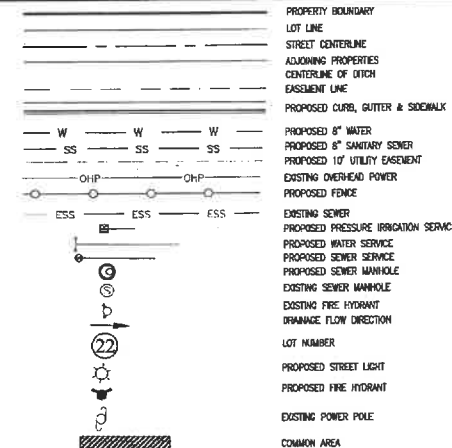 PROPERTY BOUNDARY
LOT LINE
STREET CENTERLINE
ADJOINING PROPERTIES
CENTERLINE OF DITCH
EASEMENT LINE
PROPOSED CURB, GUTTER & SIDEWALK
W W W PROPOSED 8" WATER
SS SS SS PROPOSED 8" SANITARY SEWER
PROPOSED 10' UTILITY EASEMENT
OHP OHP EXISTING OVERHEAD POWER
PROPOSED FENCE
ESS ESS ESS EXISTING SEWER
PROPOSED PRESSURE IRRIGATION SERVIC
PROPOSED WATER SERVICE
PROPOSED SEWER SERVICE
PROPOSED SEWER MANHOLE
S EXISTING SEWER MANHOLE
EXISTING FIRE HYDRANT
DRAINAGE FLOW DIRECTION
22 LOT NUMBER
PROPOSED STREET LIGHT
PROPOSED FIRE HYDRANT
EXISTING POWER POLE
COMMON AREA